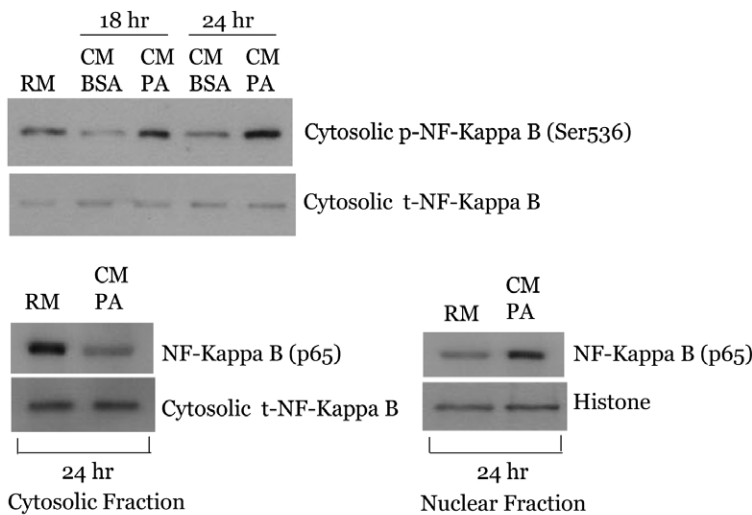 18 hr 24 hr
RM CM BSA CM PA CM BSA CM PA
Cytosolic p-NF-Kappa B (Ser536)
Cytosolic t-NF-Kappa B
RM CM PA
NF-Kappa B (p65)
Cytosolic t-NF-Kappa B
24 hr
Cytosolic Fraction
RM CM PA
NF-Kappa B (p65)
Histone
24 hr
Nuclear Fraction